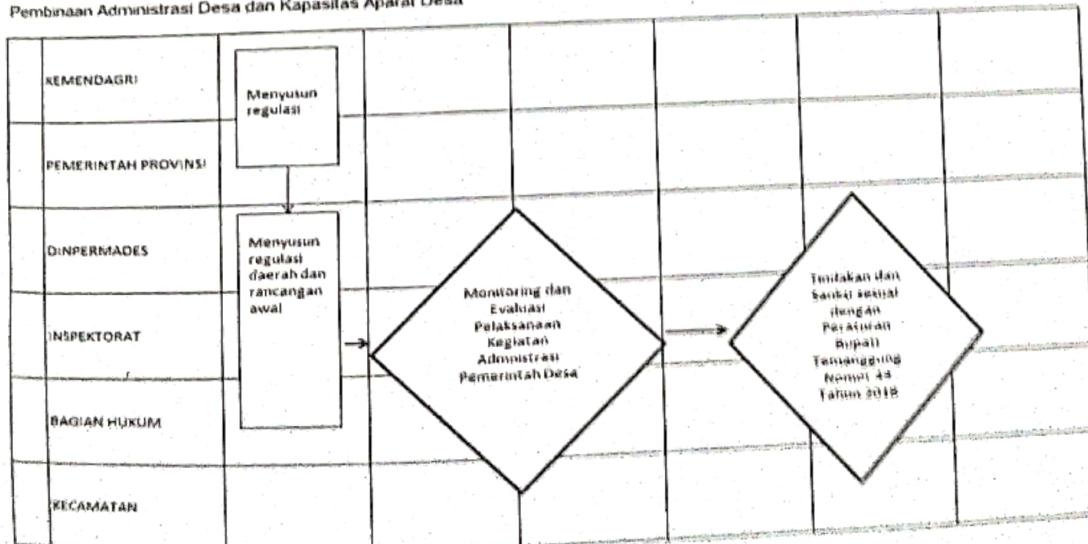 Pembinaan Administrasi Desa dan Kapasitas Aparat Desa
KEMENDAGRI
Menyusun
regulasi
PEMERINTAH PROVINSI
DINPERMADES
Menyusun
regulasi
daerah dan
rancangan
awal
INSPEKTORAT
BAGIAN HUKUM
KECAMATAN
Monitoring dan
Evaluasi
Pelaksanaan
Kegiatan
Administrasi
Pemerintah Desa
Tindakan dan
Sanksi sesuai
dengan
Peraturan
Bupati
Temanggung
Nomor
Tahun 2018